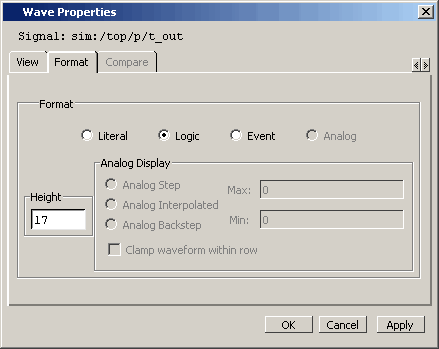 Wave Properties
Signal: sim:/top/p/t_out
View Format Compare
Format
Literal Logic Event Analog
Analog Display
Height
17
Analog Step
Analog Interpolated
Analog Backstep
Max: 0
Min: 0
Clamp waveform within row
OK Cancel Apply